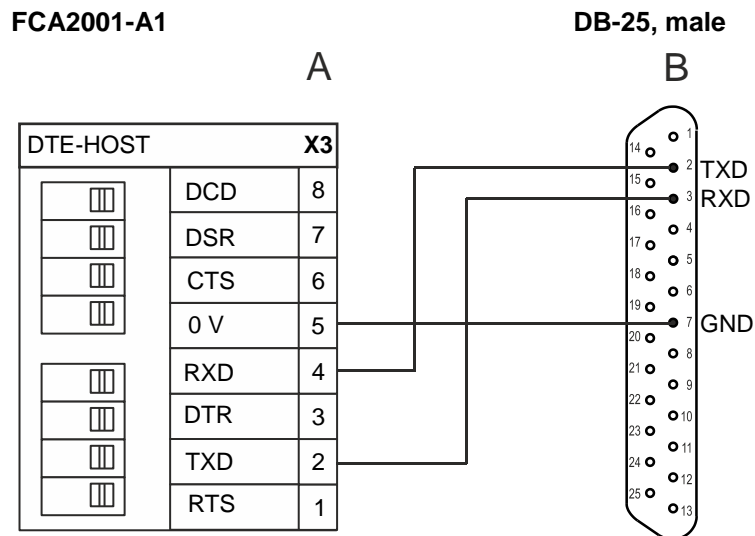 FCA2001-A1
DB-25, male
A
B
DTE-HOST X3
DCD 8
DSR 7
CTS 6
0 V 5
RXD 4
DTR 3
TXD 2
RTS 1
1
14
2 TXD
15
3 RXD
16
4
17
5
18
6
19
7 GND
20
8
21
9
22
10
23
11
24
12
25
13